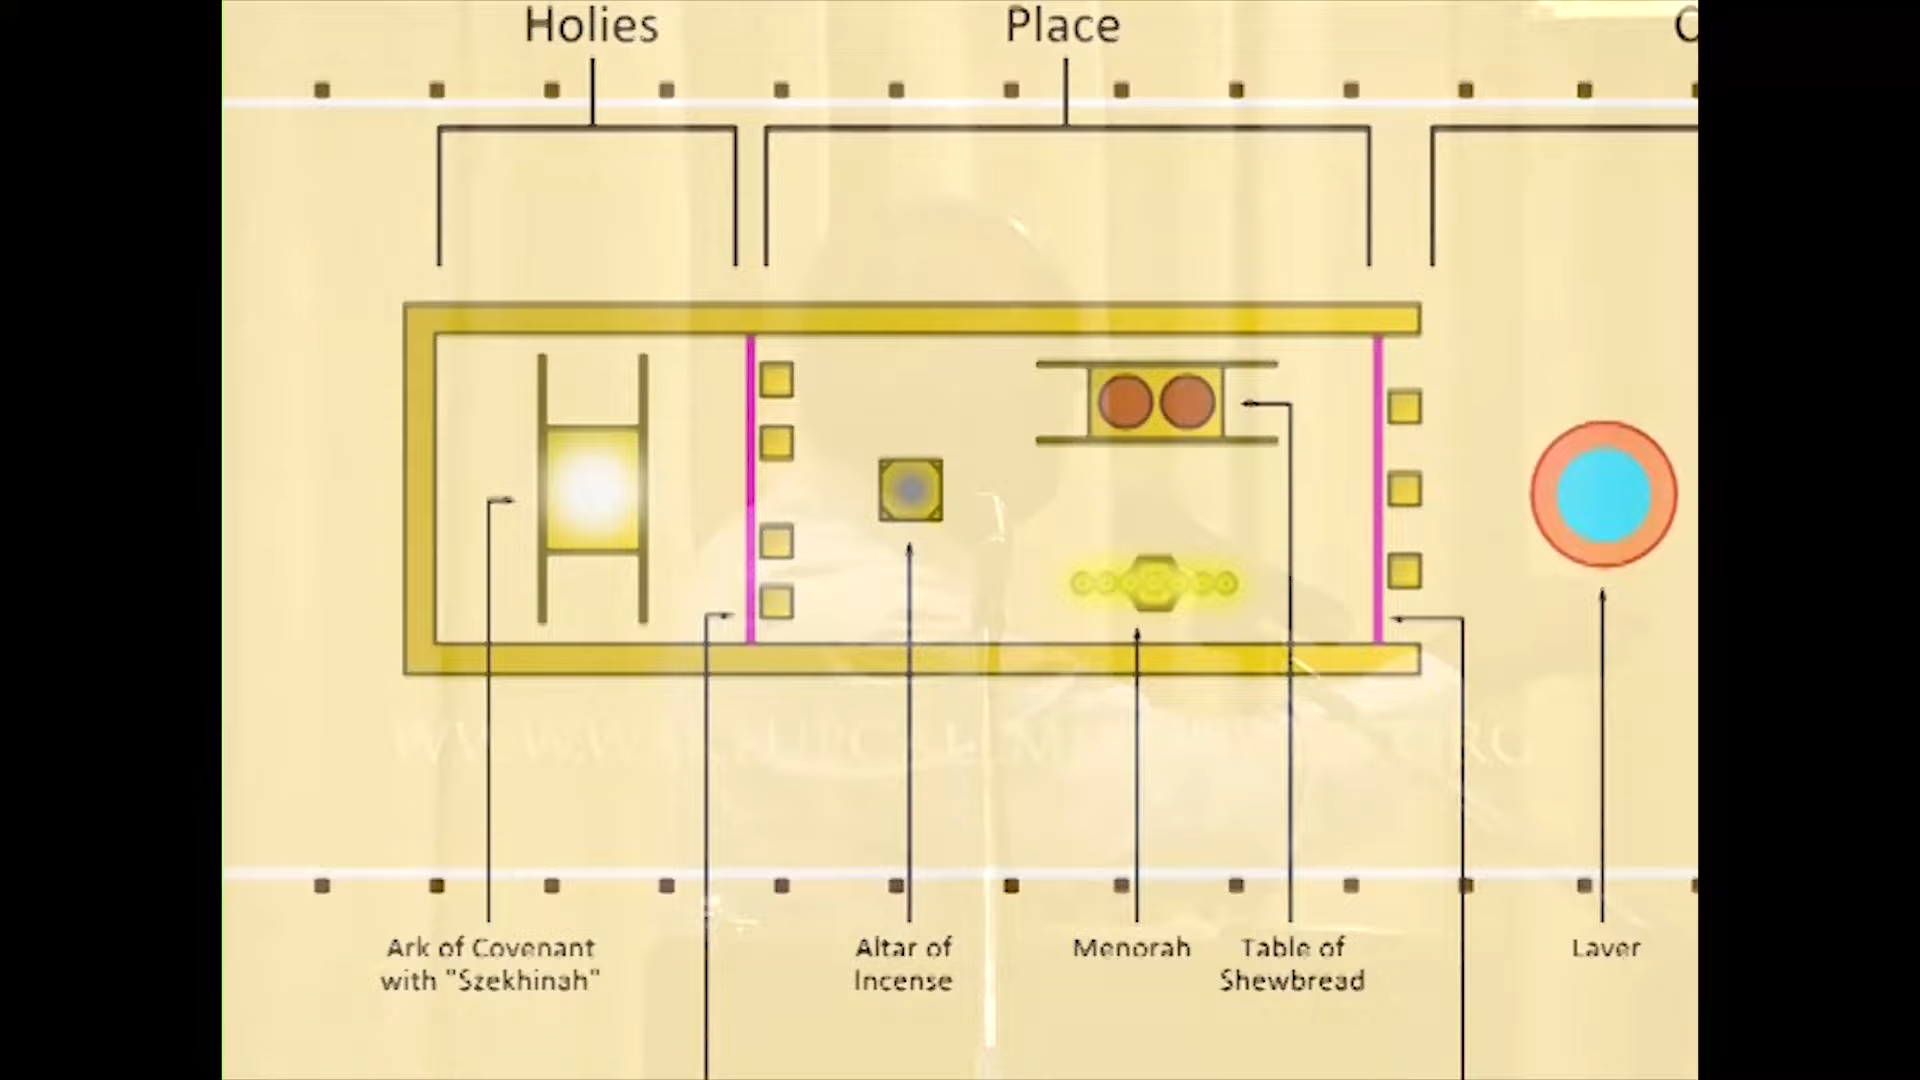 Holies
Place
Ark of Covenant
with "Szekhinah"
Altar of
Incense
Menorah
Table of
Shewbread
Laver